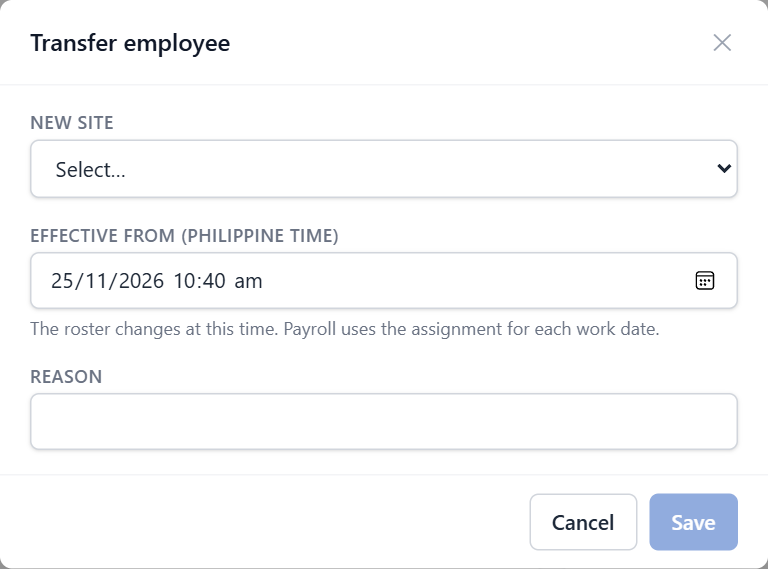 Transfer employee
NEW SITE
Select...
EFFECTIVE FROM (PHILIPPINE TIME)
25/11/2026 10:40 am
The roster changes at this time. Payroll uses the assignment for each work date.
REASON
Cancel
Save